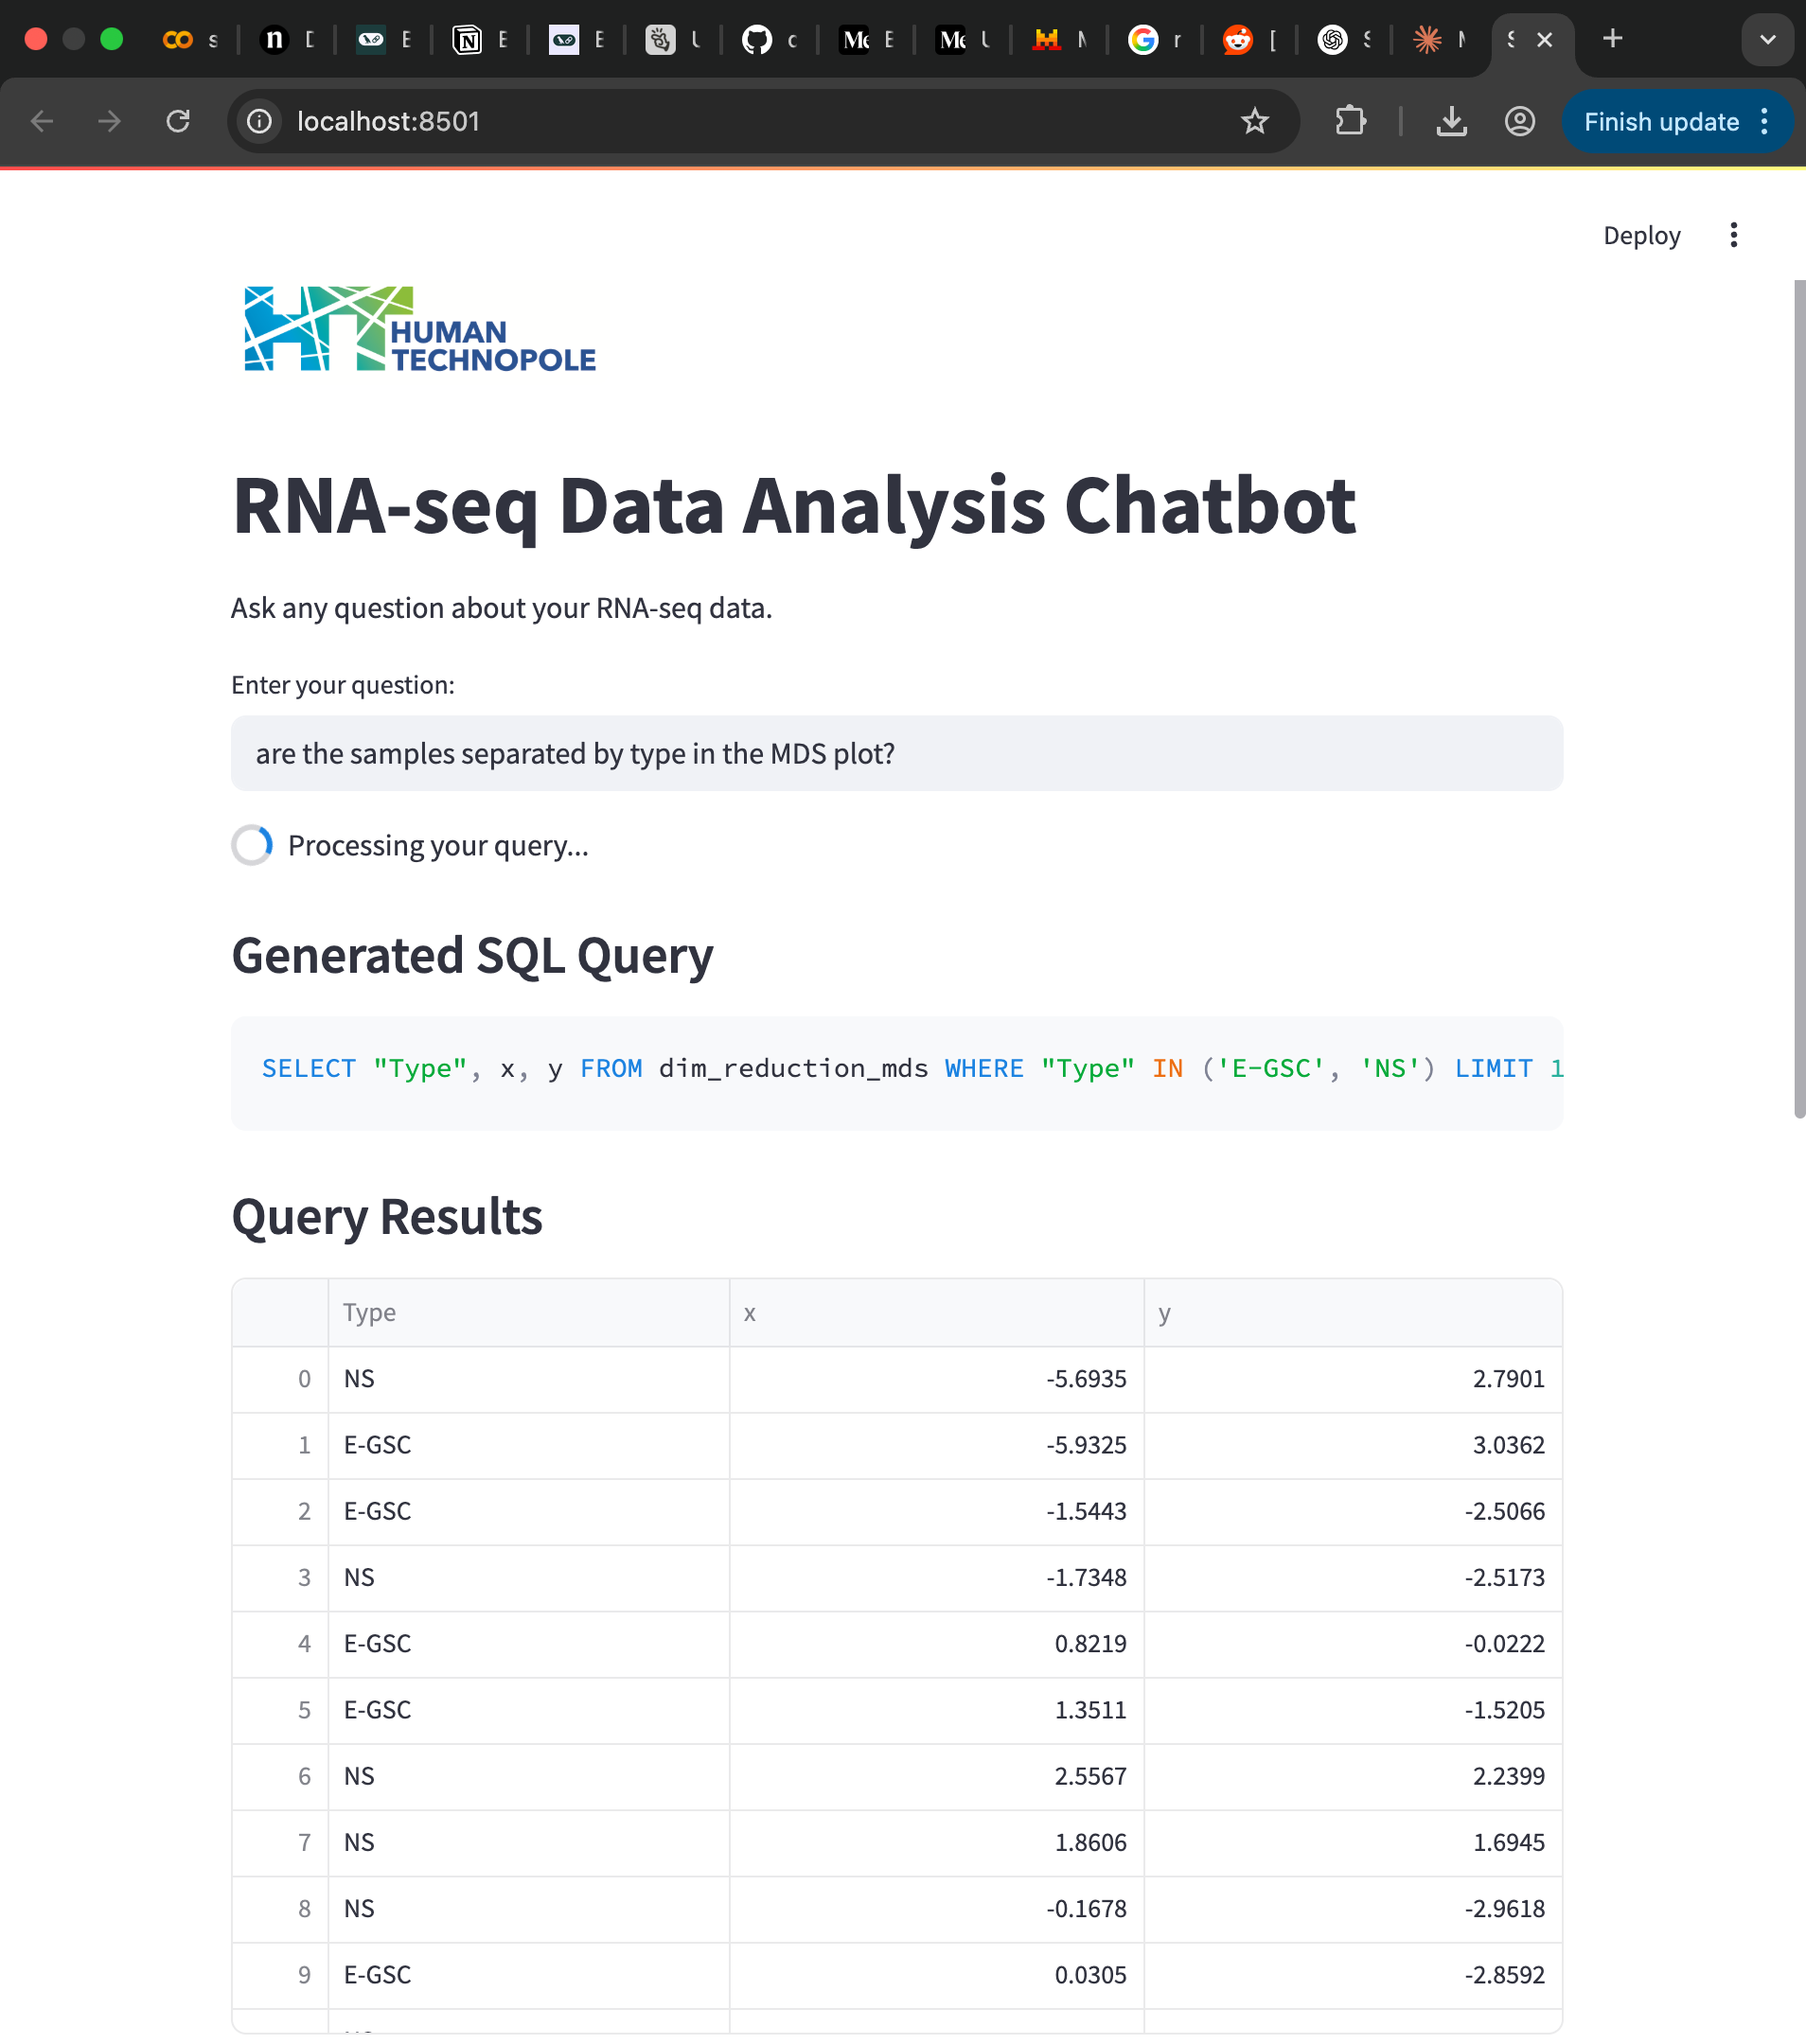 localhost:8501
Finish update
Deploy
HUMAN
TECHNOPOLE
RNA-seq Data Analysis Chatbot
Ask any question about your RNA-seq data.
Enter your question:
are the samples separated by type in the MDS plot?
Processing your query...
Generated SQL Query
SELECT "Type", x, y FROM dim_reduction_mds WHERE "Type" IN ('E-GSC', 'NS') LIMIT 1
Query Results
Type x y
0 NS -5.6935 2.7901
1 E-GSC -5.9325 3.0362
2 E-GSC -1.5443 -2.5066
3 NS -1.7348 -2.5173
4 E-GSC 0.8219 -0.0222
5 E-GSC 1.3511 -1.5205
6 NS 2.5567 2.2399
7 NS 1.8606 1.6945
8 NS -0.1678 -2.9618
9 E-GSC 0.0305 -2.8592